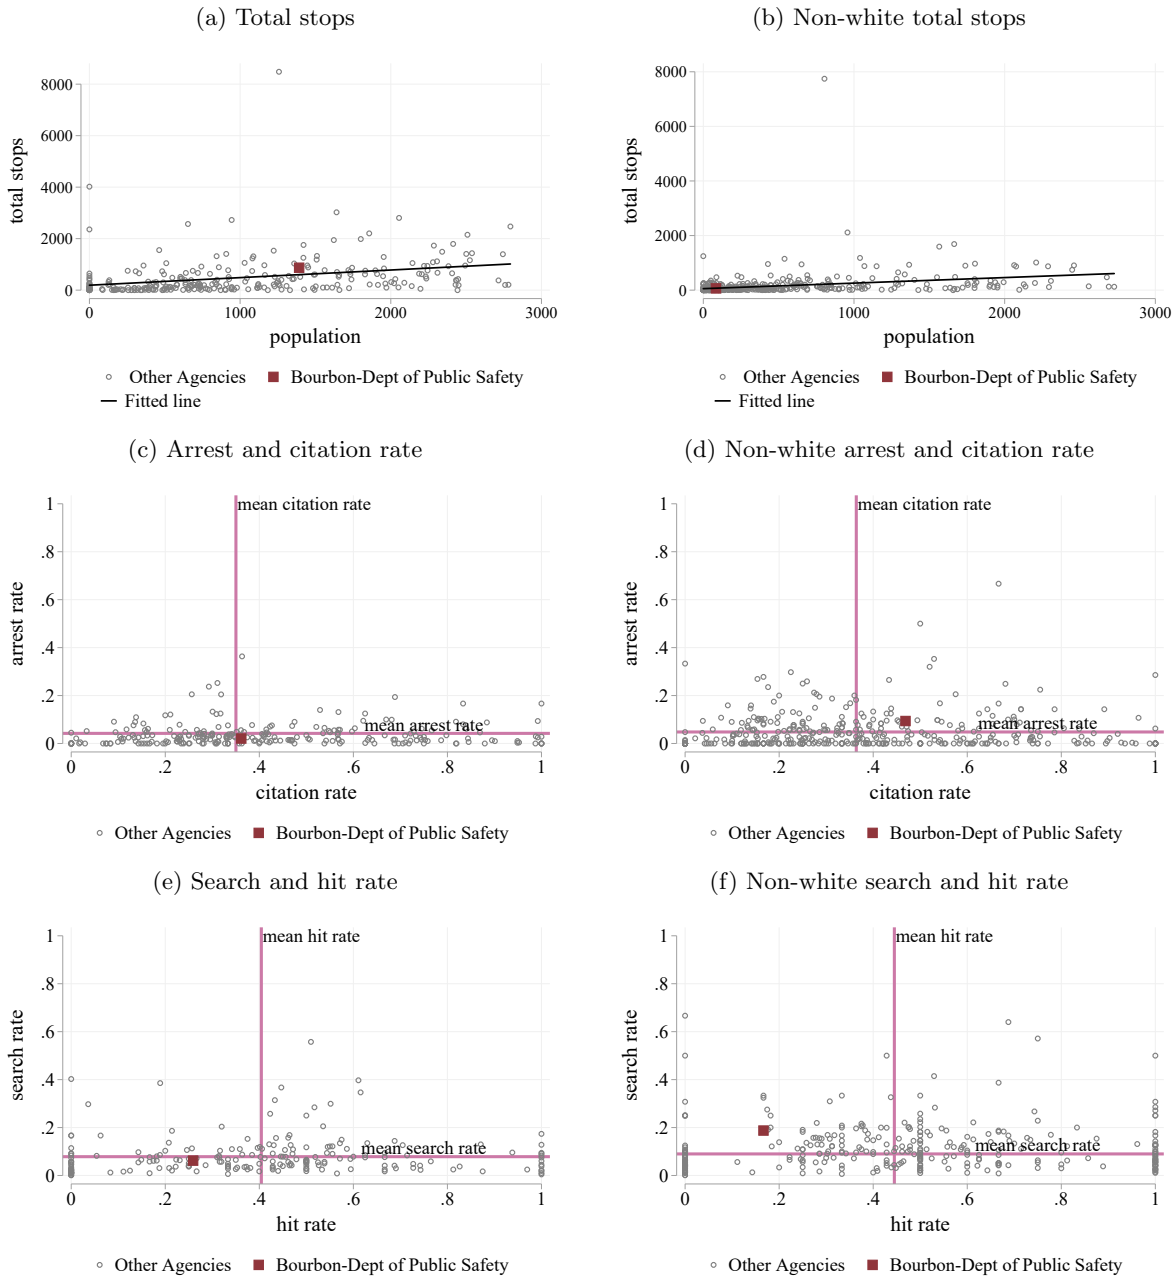 (a) Total stops
(b) Non-white total stops
total stops
8000
6000
4000
2000
0
0 1000 2000 3000
population
Other Agencies Bourbon-Dept of Public Safety
Fitted line
total stops
8000
6000
4000
2000
0
0 1000 2000 3000
population
Other Agencies Bourbon-Dept of Public Safety
Fitted line
(c) Arrest and citation rate
(d) Non-white arrest and citation rate
arrest rate
1
.8
.6
.4
.2
0
mean citation rate
mean arrest rate
0 .2 .4 .6 .8 1
citation rate
Other Agencies Bourbon-Dept of Public Safety
arrest rate
1
.8
.6
.4
.2
0
mean citation rate
mean arrest rate
0 .2 .4 .6 .8 1
citation rate
Other Agencies Bourbon-Dept of Public Safety
(e) Search and hit rate
(f) Non-white search and hit rate
search rate
1
.8
.6
.4
.2
0
mean hit rate
mean search rate
0 .2 .4 .6 .8 1
hit rate
Other Agencies Bourbon-Dept of Public Safety
search rate
1
.8
.6
.4
.2
0
mean hit rate
mean search rate
0 .2 .4 .6 .8 1
hit rate
Other Agencies Bourbon-Dept of Public Safety